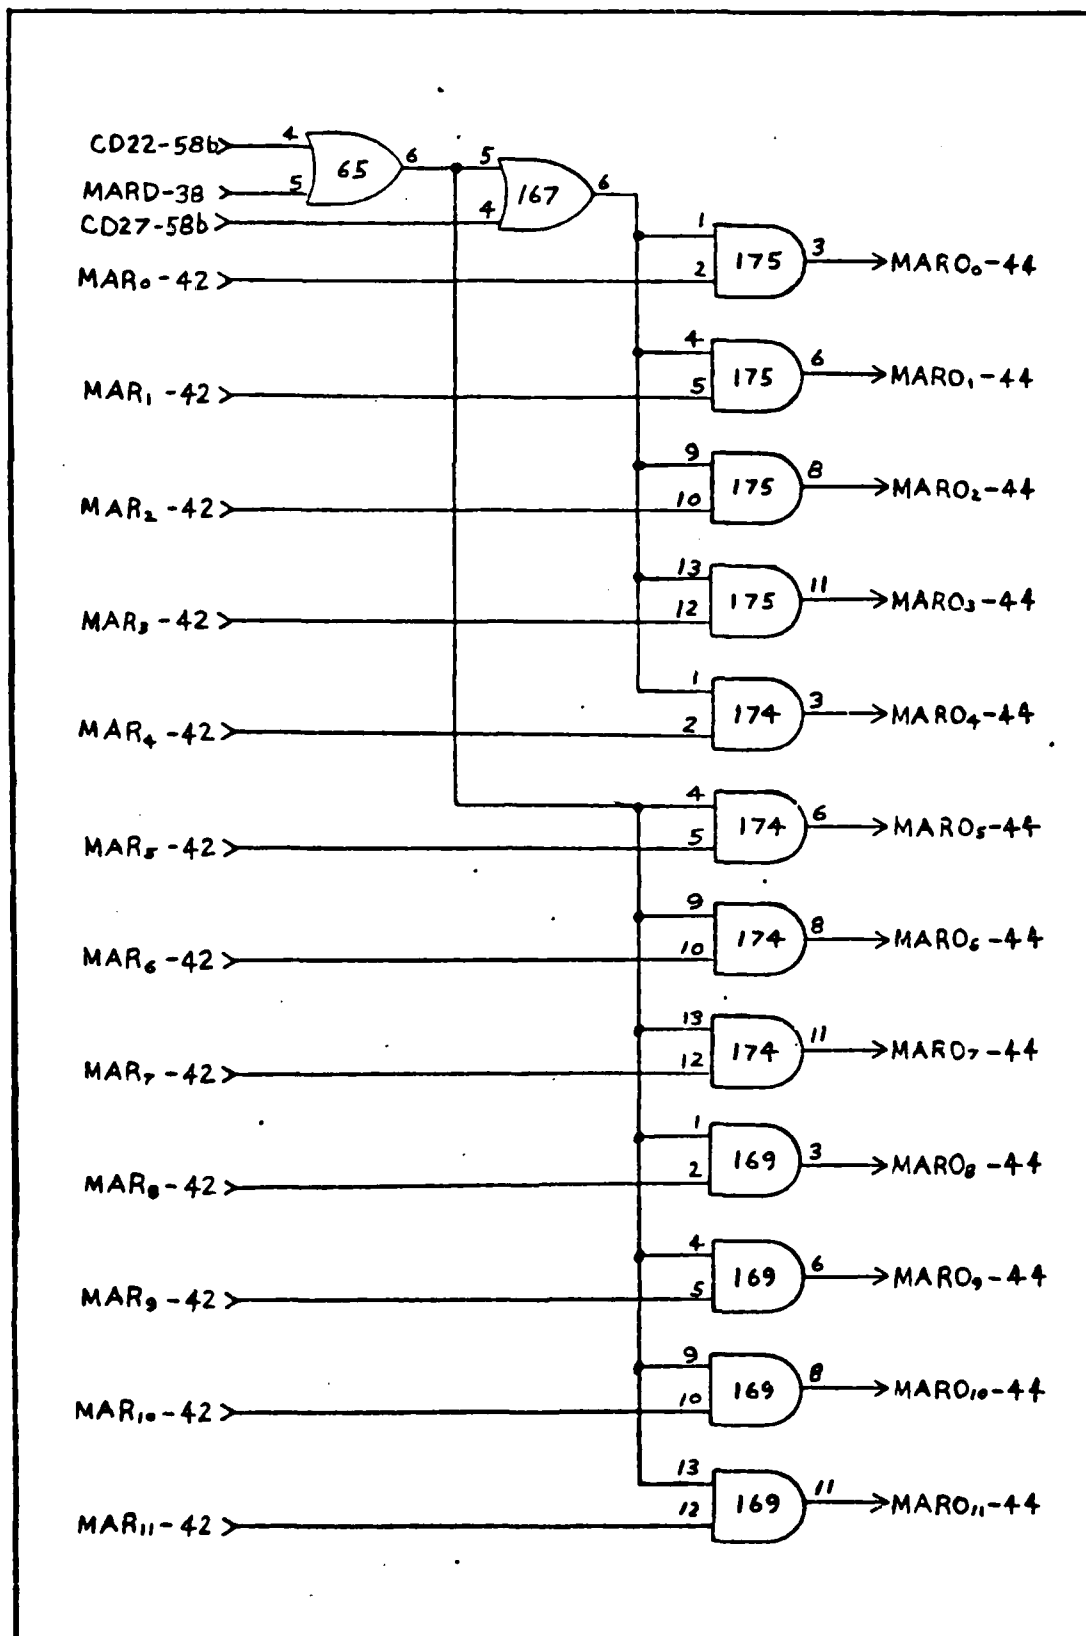 CD22-58b 4 6 5 6
65 167
MARD-38 5
CD27-58b 4
1 3
MAR₀-42 2 175 MARO₀-44
4 6
MAR₁-42 5 175 MARO₁-44
9 8
MAR₂-42 10 175 MARO₂-44
13 11
MAR₃-42 12 175 MARO₃-44
1 3
MAR₄-42 2 174 MARO₄-44
4 6
MAR₅-42 5 174 MARO₅-44
9 8
MAR₆-42 10 174 MARO₆-44
13 11
MAR₇-42 12 174 MARO₇-44
1 3
MAR₈-42 2 169 MARO₈-44
4 6
MAR₉-42 5 169 MARO₉-44
9 8
MAR₁₀-42 10 169 MARO₁₀-44
13 11
MAR₁₁-42 12 169 MARO₁₁-44